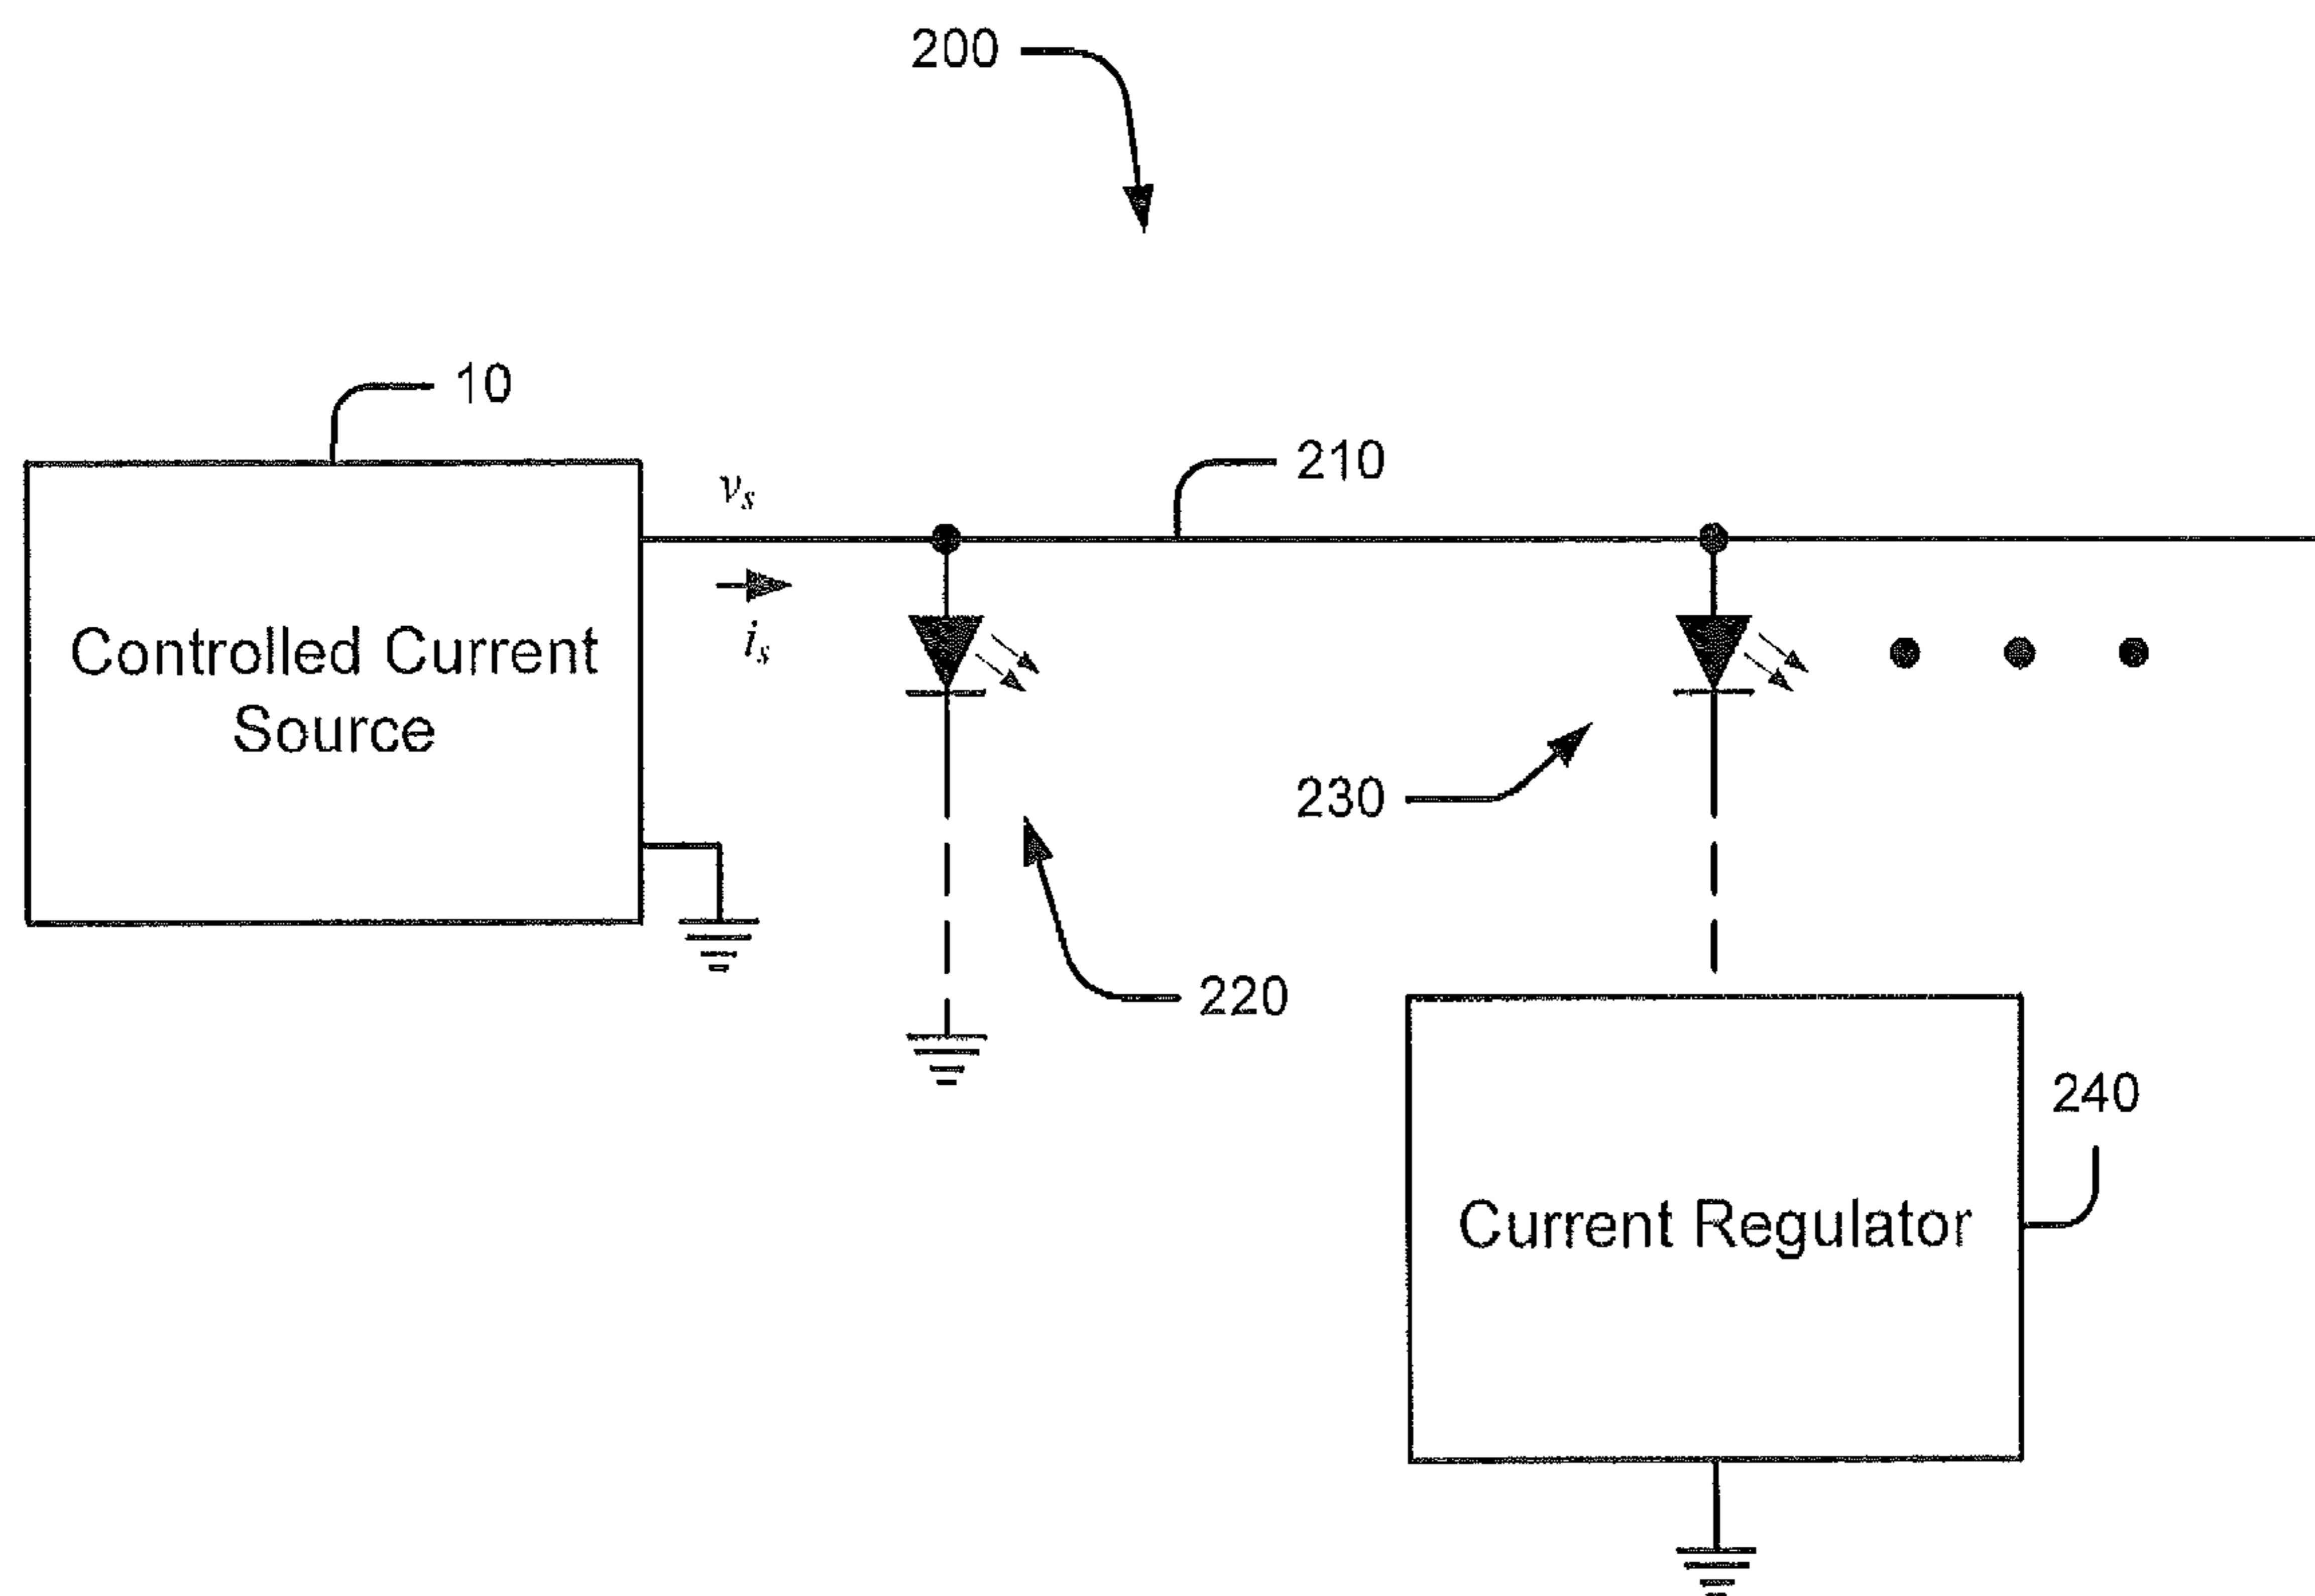 200
10
210
vs
is
Controlled Current
Source
230
220
240
Current Regulator